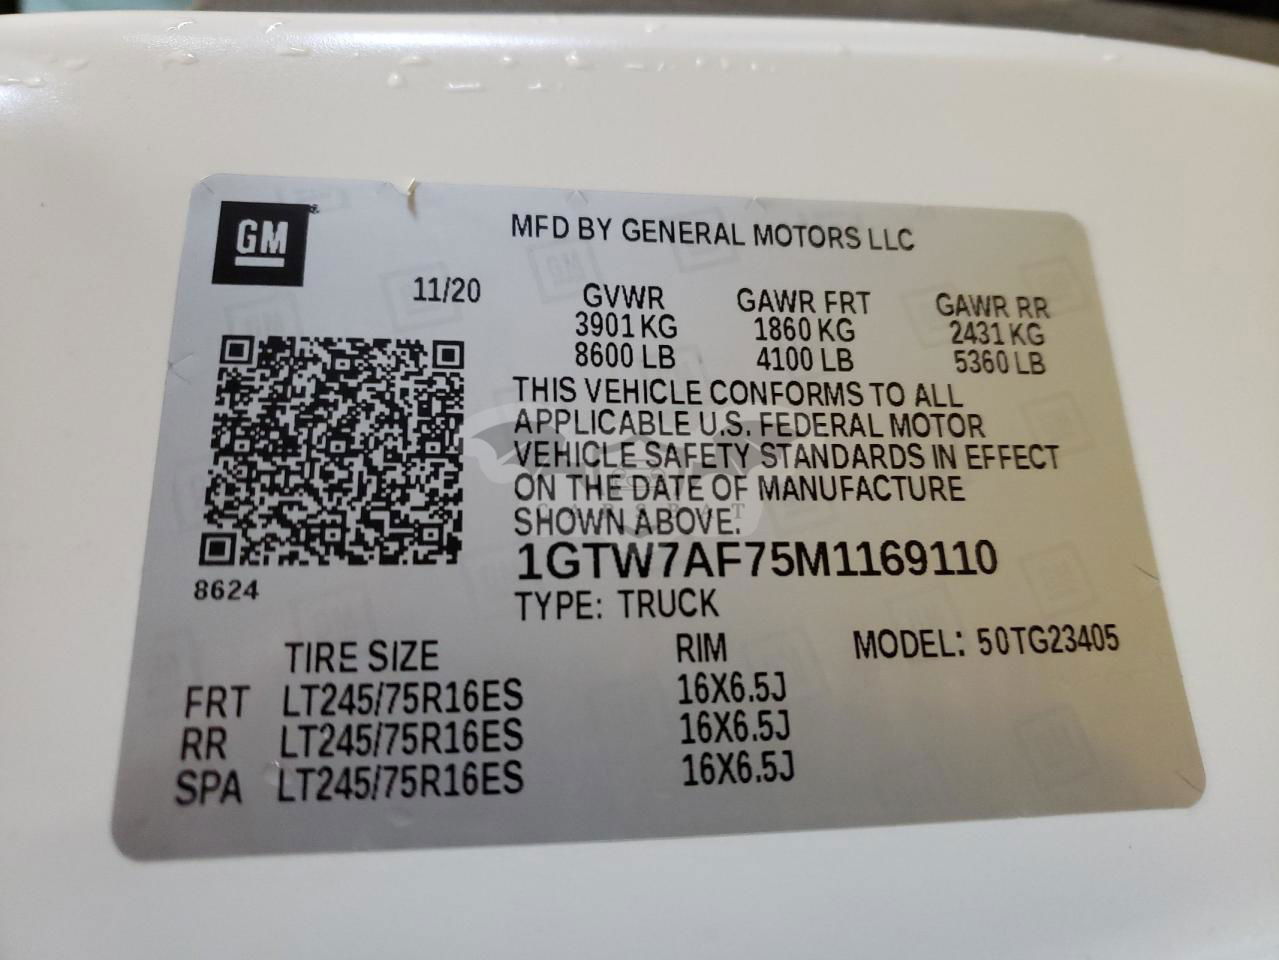 GM
MFD BY GENERAL MOTORS LLC
11/20
GVWR GAWR FRT GAWR RR
3901 KG 1860 KG 2431 KG
8600 LB 4100 LB 5360 LB
THIS VEHICLE CONFORMS TO ALL
APPLICABLE U.S. FEDERAL MOTOR
VEHICLE SAFETY STANDARDS IN EFFECT
ON THE DATE OF MANUFACTURE
SHOWN ABOVE.
CARSBAT
1GTW7AF75M1169110
8624
TYPE: TRUCK
TIRE SIZE RIM MODEL: 50TG23405
FRT LT245/75R16ES 16X6.5J
RR LT245/75R16ES 16X6.5J
SPA LT245/75R16ES 16X6.5J